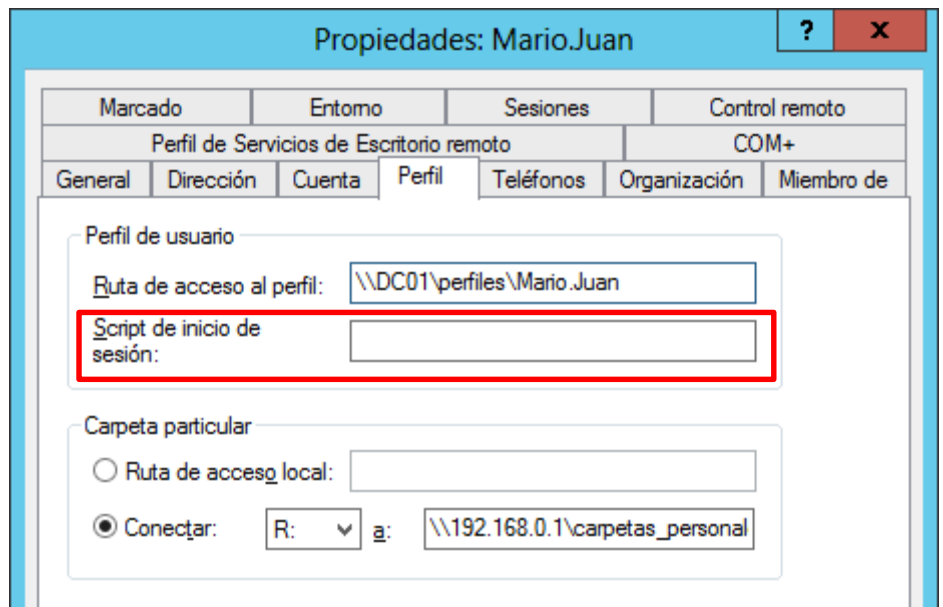 Propiedades: Mario.Juan
?
x
Marcado Entorno Sesiones Control remoto
Perfil de Servicios de Escritorio remoto COM+
General Dirección Cuenta Perfil Teléfonos Organización Miembro de
Perfil de usuario
Ruta de acceso al perfil: \\DC01\perfiles\Mario.Juan
Script de inicio de
sesión:
Carpeta particular
Ruta de acceso local:
Conectar: R: a: \\192.168.0.1\carpetas_personal